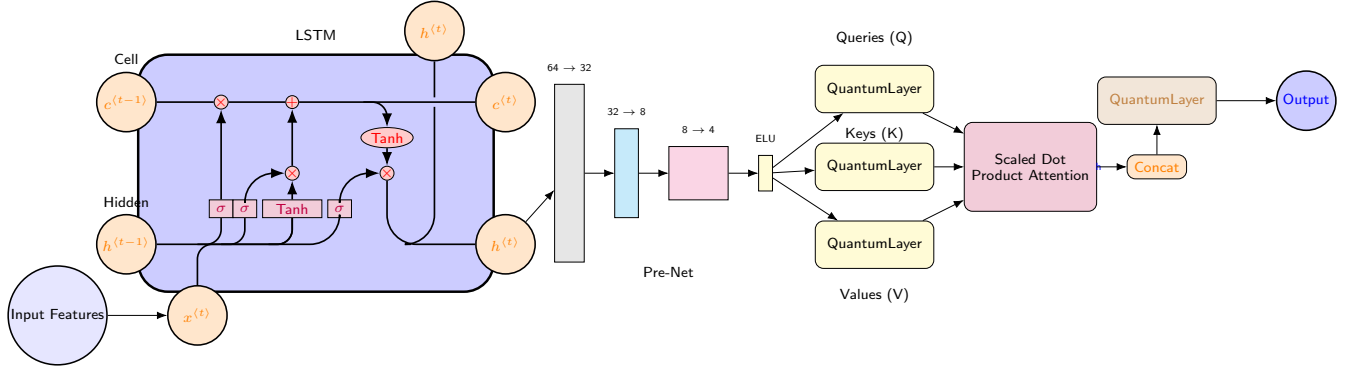 LSTM
Cell
c⟨t−1⟩
×
+
h⟨t⟩
c⟨t⟩
Tanh
×
×
Hidden
σ
σ
Tanh
σ
h⟨t−1⟩
h⟨t⟩
Input Features
x⟨t⟩
64 → 32
32 → 8
8 → 4
ELU
Pre-Net
Queries (Q)
QuantumLayer
Keys (K)
QuantumLayer
QuantumLayer
Values (V)
Scaled Dot
Product Attention
h
Concat
QuantumLayer
Output